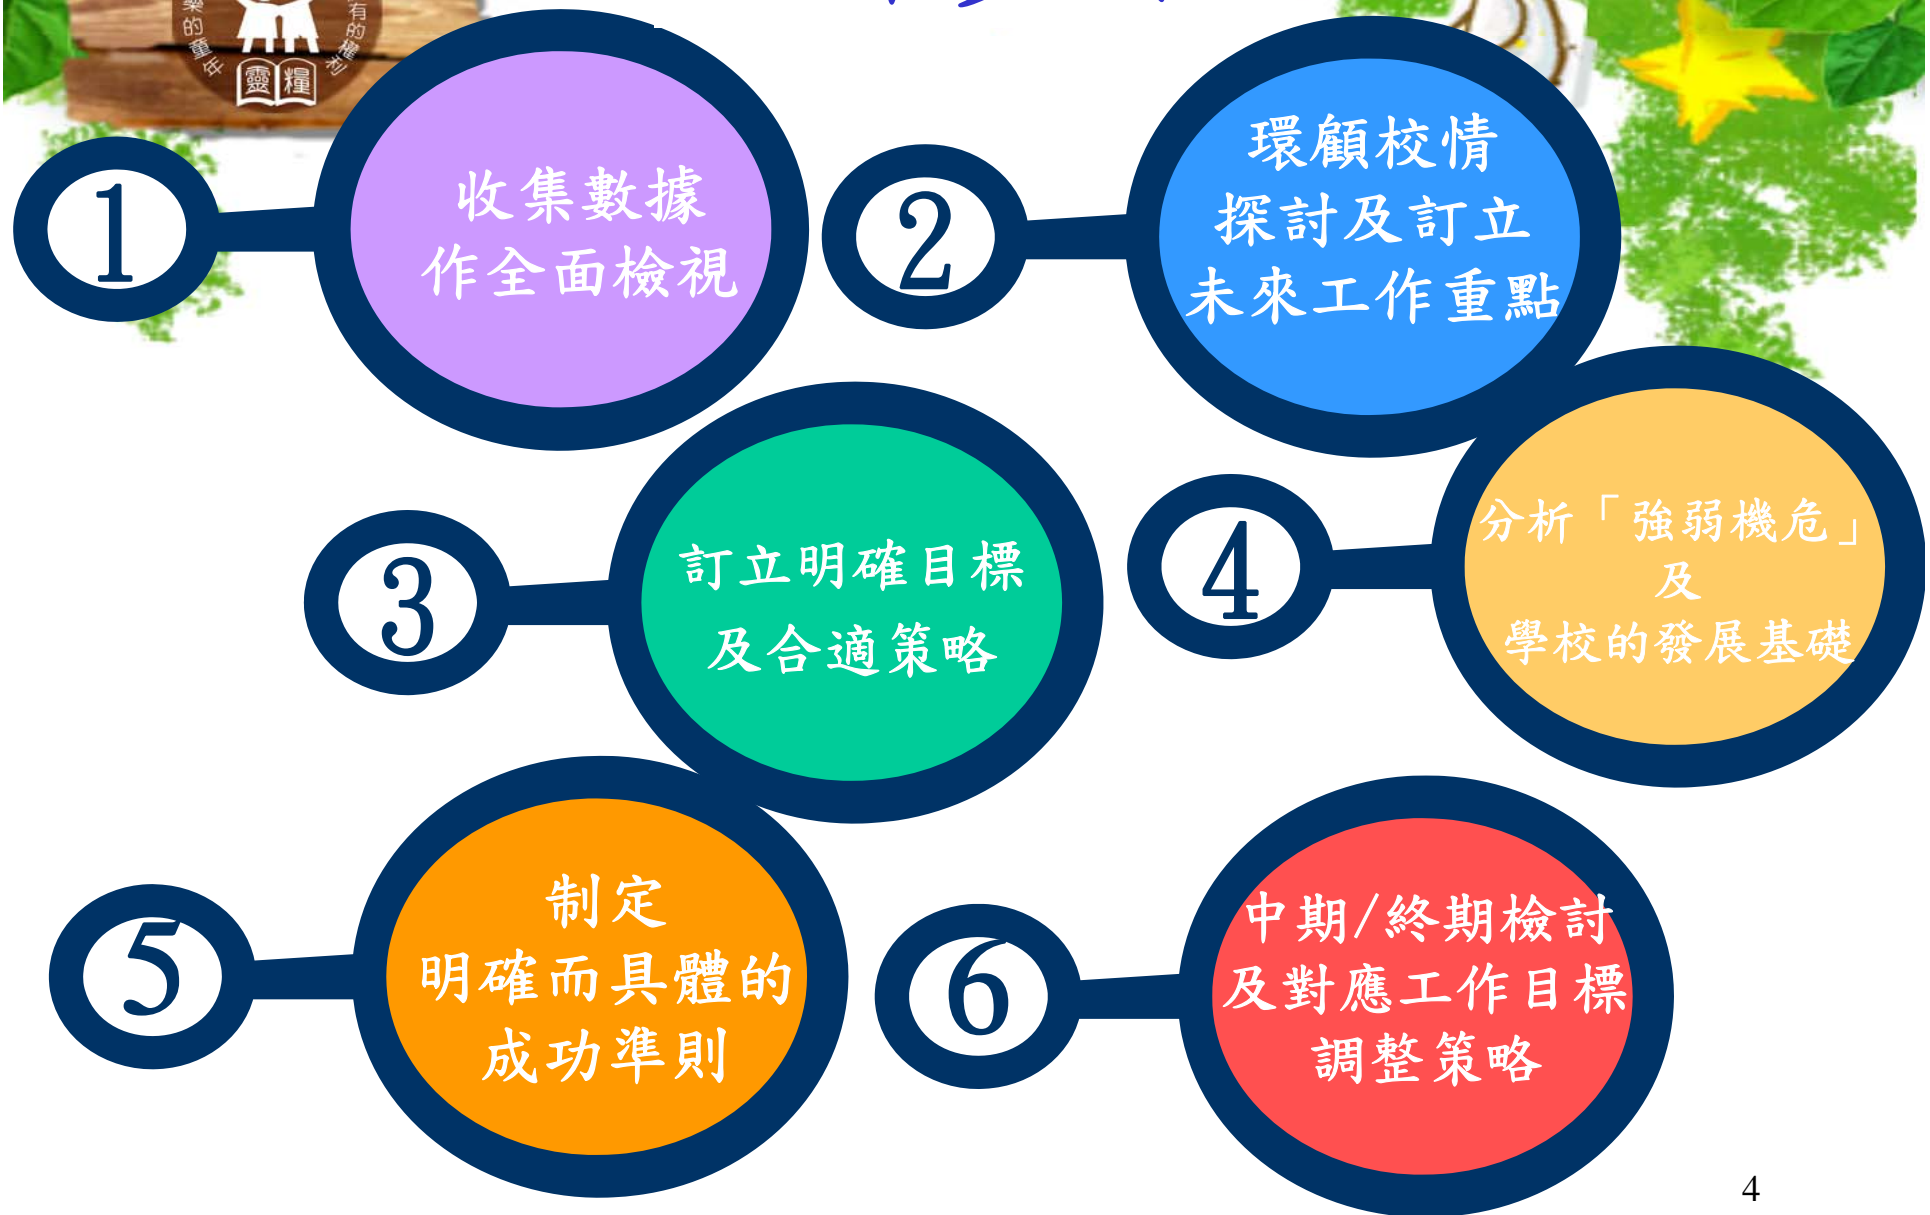 靈糧
1
收集數據
作全面檢視
2
環顧校情
探討及訂立
未來工作重點
3
訂立明確目標
及合適策略
4
分析「強弱機危」
及
學校的發展基礎
5
制定
明確而具體的
成功準則
6
中期/終期檢討
及對應工作目標
調整策略
4